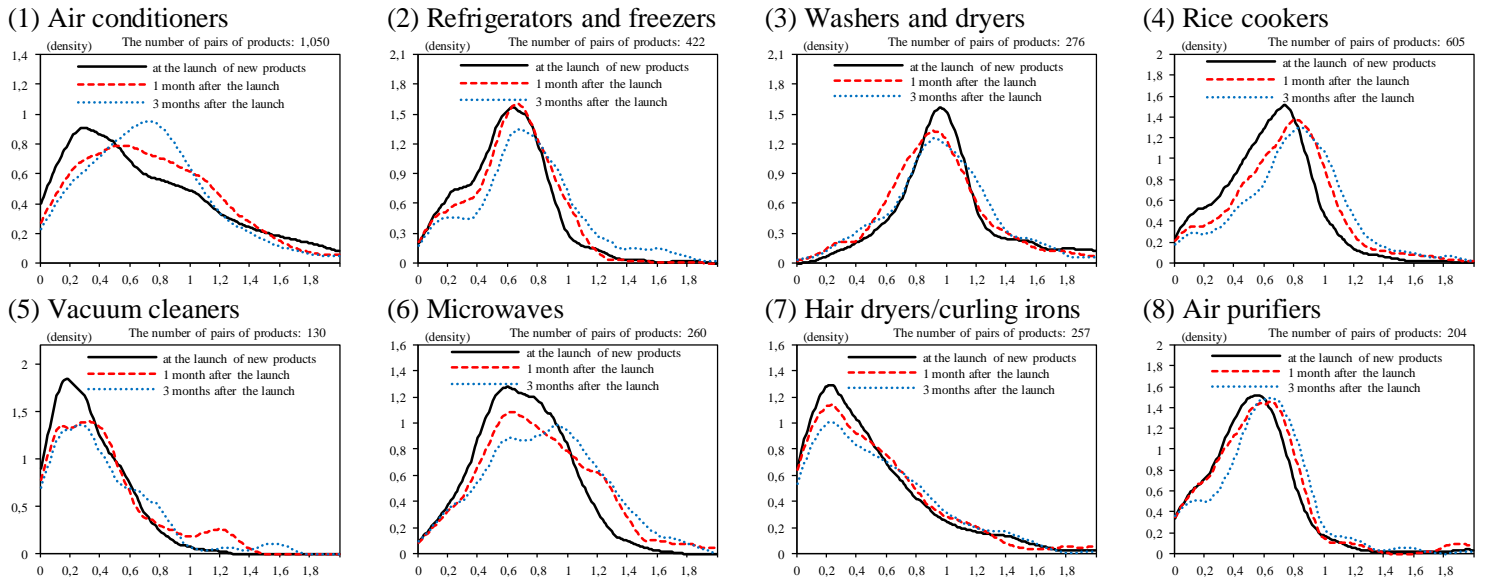 (1) Air conditioners
(density) The number of pairs of products: 1,050
at the launch of new products
1 month after the launch
3 months after the launch
1,4
1,2
1
0,8
0,6
0,4
0,2
0
0 0,2 0,4 0,6 0,8 1 1,2 1,4 1,6 1,8
(2) Refrigerators and freezers
(density) The number of pairs of products: 422
at the launch of new products
1 month after the launch
3 months after the launch
2,1
1,8
1,5
1,2
0,9
0,6
0,3
0
0 0,2 0,4 0,6 0,8 1 1,2 1,4 1,6 1,8
(3) Washers and dryers
(density) The number of pairs of products: 276
at the launch of new products
1 month after the launch
3 months after the launch
2,1
1,8
1,5
1,2
0,9
0,6
0,3
0
0 0,2 0,4 0,6 0,8 1 1,2 1,4 1,6 1,8
(4) Rice cookers
(density) The number of pairs of products: 605
at the launch of new products
1 month after the launch
3 months after the launch
2
1,8
1,6
1,4
1,2
1
0,8
0,6
0,4
0,2
0
0 0,2 0,4 0,6 0,8 1 1,2 1,4 1,6 1,8
(5) Vacuum cleaners
(density) The number of pairs of products: 130
at the launch of new products
1 month after the launch
3 months after the launch
2
1,5
1
0,5
0
0 0,2 0,4 0,6 0,8 1 1,2 1,4 1,6 1,8
(6) Microwaves
(density) The number of pairs of products: 260
at the launch of new products
1 month after the launch
3 months after the launch
1,6
1,4
1,2
1
0,8
0,6
0,4
0,2
0
0 0,2 0,4 0,6 0,8 1 1,2 1,4 1,6 1,8
(7) Hair dryers/curling irons
(density) The number of pairs of products: 257
at the launch of new products
1 month after the launch
3 months after the launch
1,6
1,4
1,2
1
0,8
0,6
0,4
0,2
0
0 0,2 0,4 0,6 0,8 1 1,2 1,4 1,6 1,8
(8) Air purifiers
(density) The number of pairs of products: 204
at the launch of new products
1 month after the launch
3 months after the launch
2
1,8
1,6
1,4
1,2
1
0,8
0,6
0,4
0,2
0
0 0,2 0,4 0,6 0,8 1 1,2 1,4 1,6 1,8